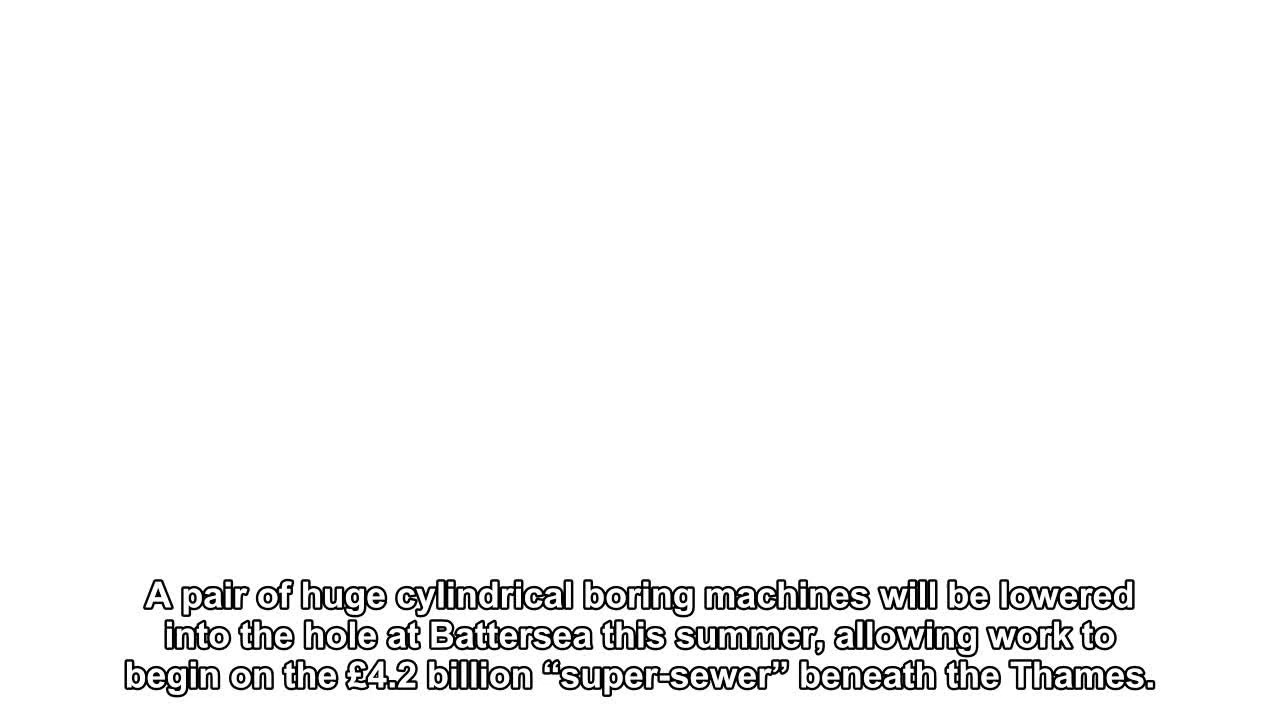 A pair of huge cylindrical boring machines will be lowered
into the hole at Battersea this summer, allowing work to
begin on the £4.2 billion “super-sewer” beneath the Thames.